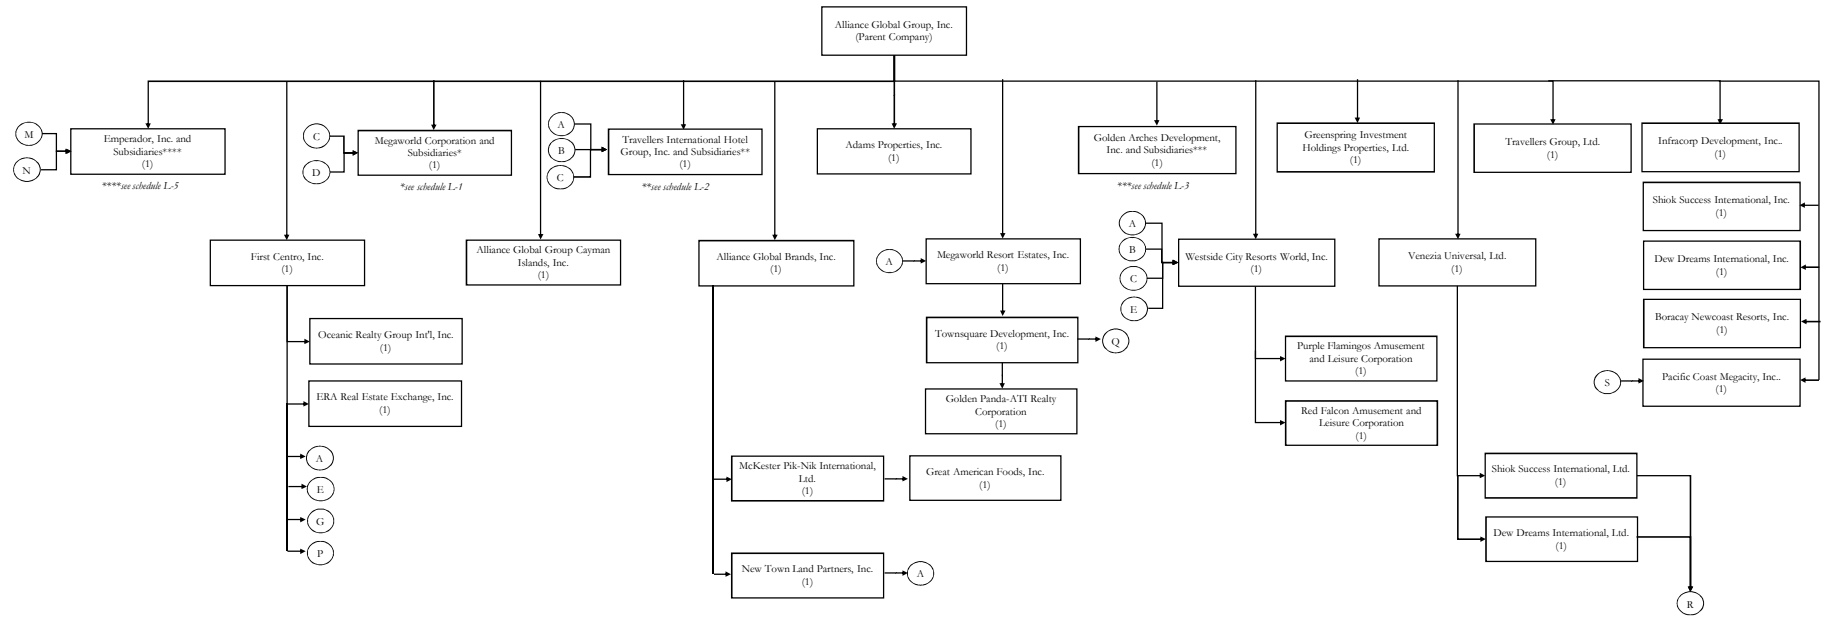 Alliance Global Group, Inc.
(Parent Company)
M
N
Emperador, Inc. and
Subsidiaries****
(1)
****see schedule L-5
C
D
Megaworld Corporation and
Subsidiaries*
(1)
*see schedule L-1
A
B
C
Travellers International Hotel
Group, Inc. and Subsidiaries**
(1)
**see schedule L-2
Adams Properties, Inc.
(1)
Golden Arches Development,
Inc. and Subsidiaries***
(1)
***see schedule L-3
Greenspring Investment
Holdings Properties, Ltd.
(1)
Travellers Group, Ltd.
(1)
Infracorp Development, Inc..
(1)
Shiok Success International, Inc.
(1)
Dew Dreams International, Inc.
(1)
Boracay Newcoast Resorts, Inc.
(1)
S
Pacific Coast Megacity, Inc..
(1)
First Centro, Inc.
(1)
Alliance Global Group Cayman
Islands, Inc.
(1)
Alliance Global Brands, Inc.
(1)
A
Megaworld Resort Estates, Inc.
(1)
A
B
C
E
Westside City Resorts World, Inc.
(1)
Venezia Universal, Ltd.
(1)
Oceanic Realty Group Int'l, Inc.
(1)
ERA Real Estate Exchange, Inc.
(1)
A
E
G
P
Townsquare Development, Inc.
(1)
Q
Golden Panda-ATI Realty
Corporation
(1)
Purple Flamingos Amusement
and Leisure Corporation
(1)
Red Falcon Amusement and
Leisure Corporation
(1)
McKester Pik-Nik International,
Ltd.
(1)
Great American Foods, Inc.
(1)
New Town Land Partners, Inc.
(1)
A
Shiok Success International, Ltd.
(1)
Dew Dreams International, Ltd.
(1)
R